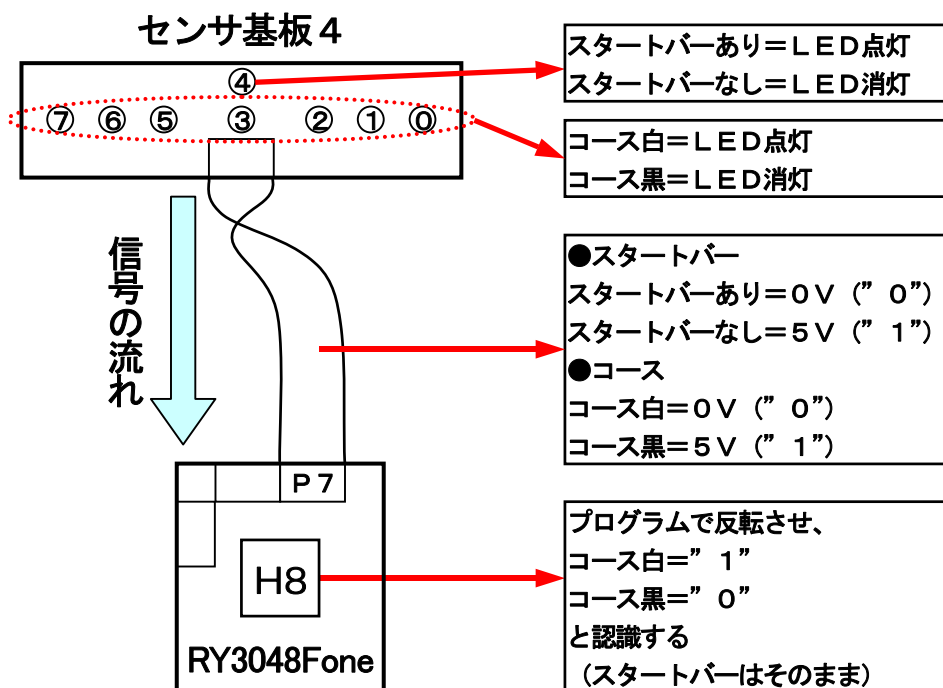 センサ基板４
④
⑦ ⑥ ⑤ ③ ② ① ⓪
スタートバーあり＝ＬＥＤ点灯
スタートバーなし＝ＬＥＤ消灯
コース白＝ＬＥＤ点灯
コース黒＝ＬＥＤ消灯
信号の流れ
●スタートバー
スタートバーあり＝０Ｖ（”０”）
スタートバーなし＝５Ｖ（”１”）
●コース
コース白＝０Ｖ（”０”）
コース黒＝５Ｖ（”１”）
Ｐ７
H8
RY3048Fone
プログラムで反転させ、
コース白＝”１”
コース黒＝”０”
と認識する
（スタートバーはそのまま）